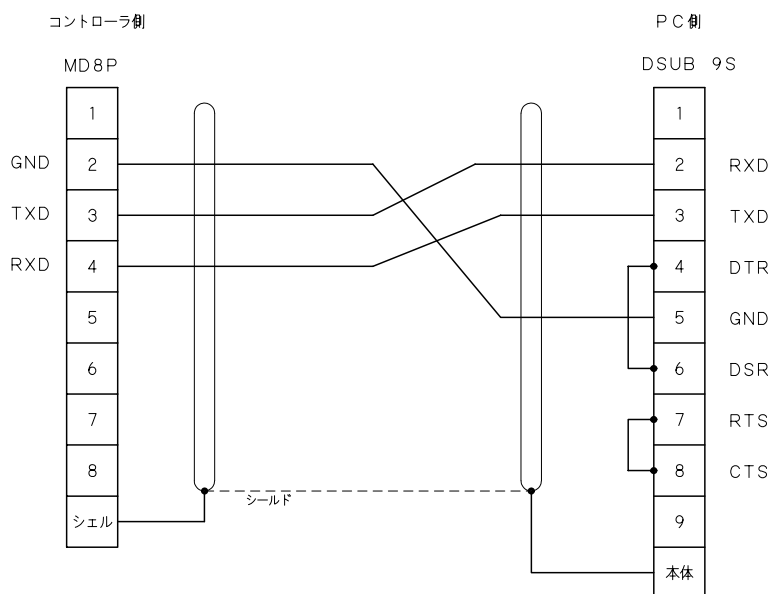 コントローラ側 PC側
MD8P DSUB 9S
1 1
GND 2 2 RXD
TXD 3 3 TXD
RXD 4 4 DTR
5 5 GND
6 6 DSR
7 7 RTS
8 8 CTS
シールド
シェル 9
本体